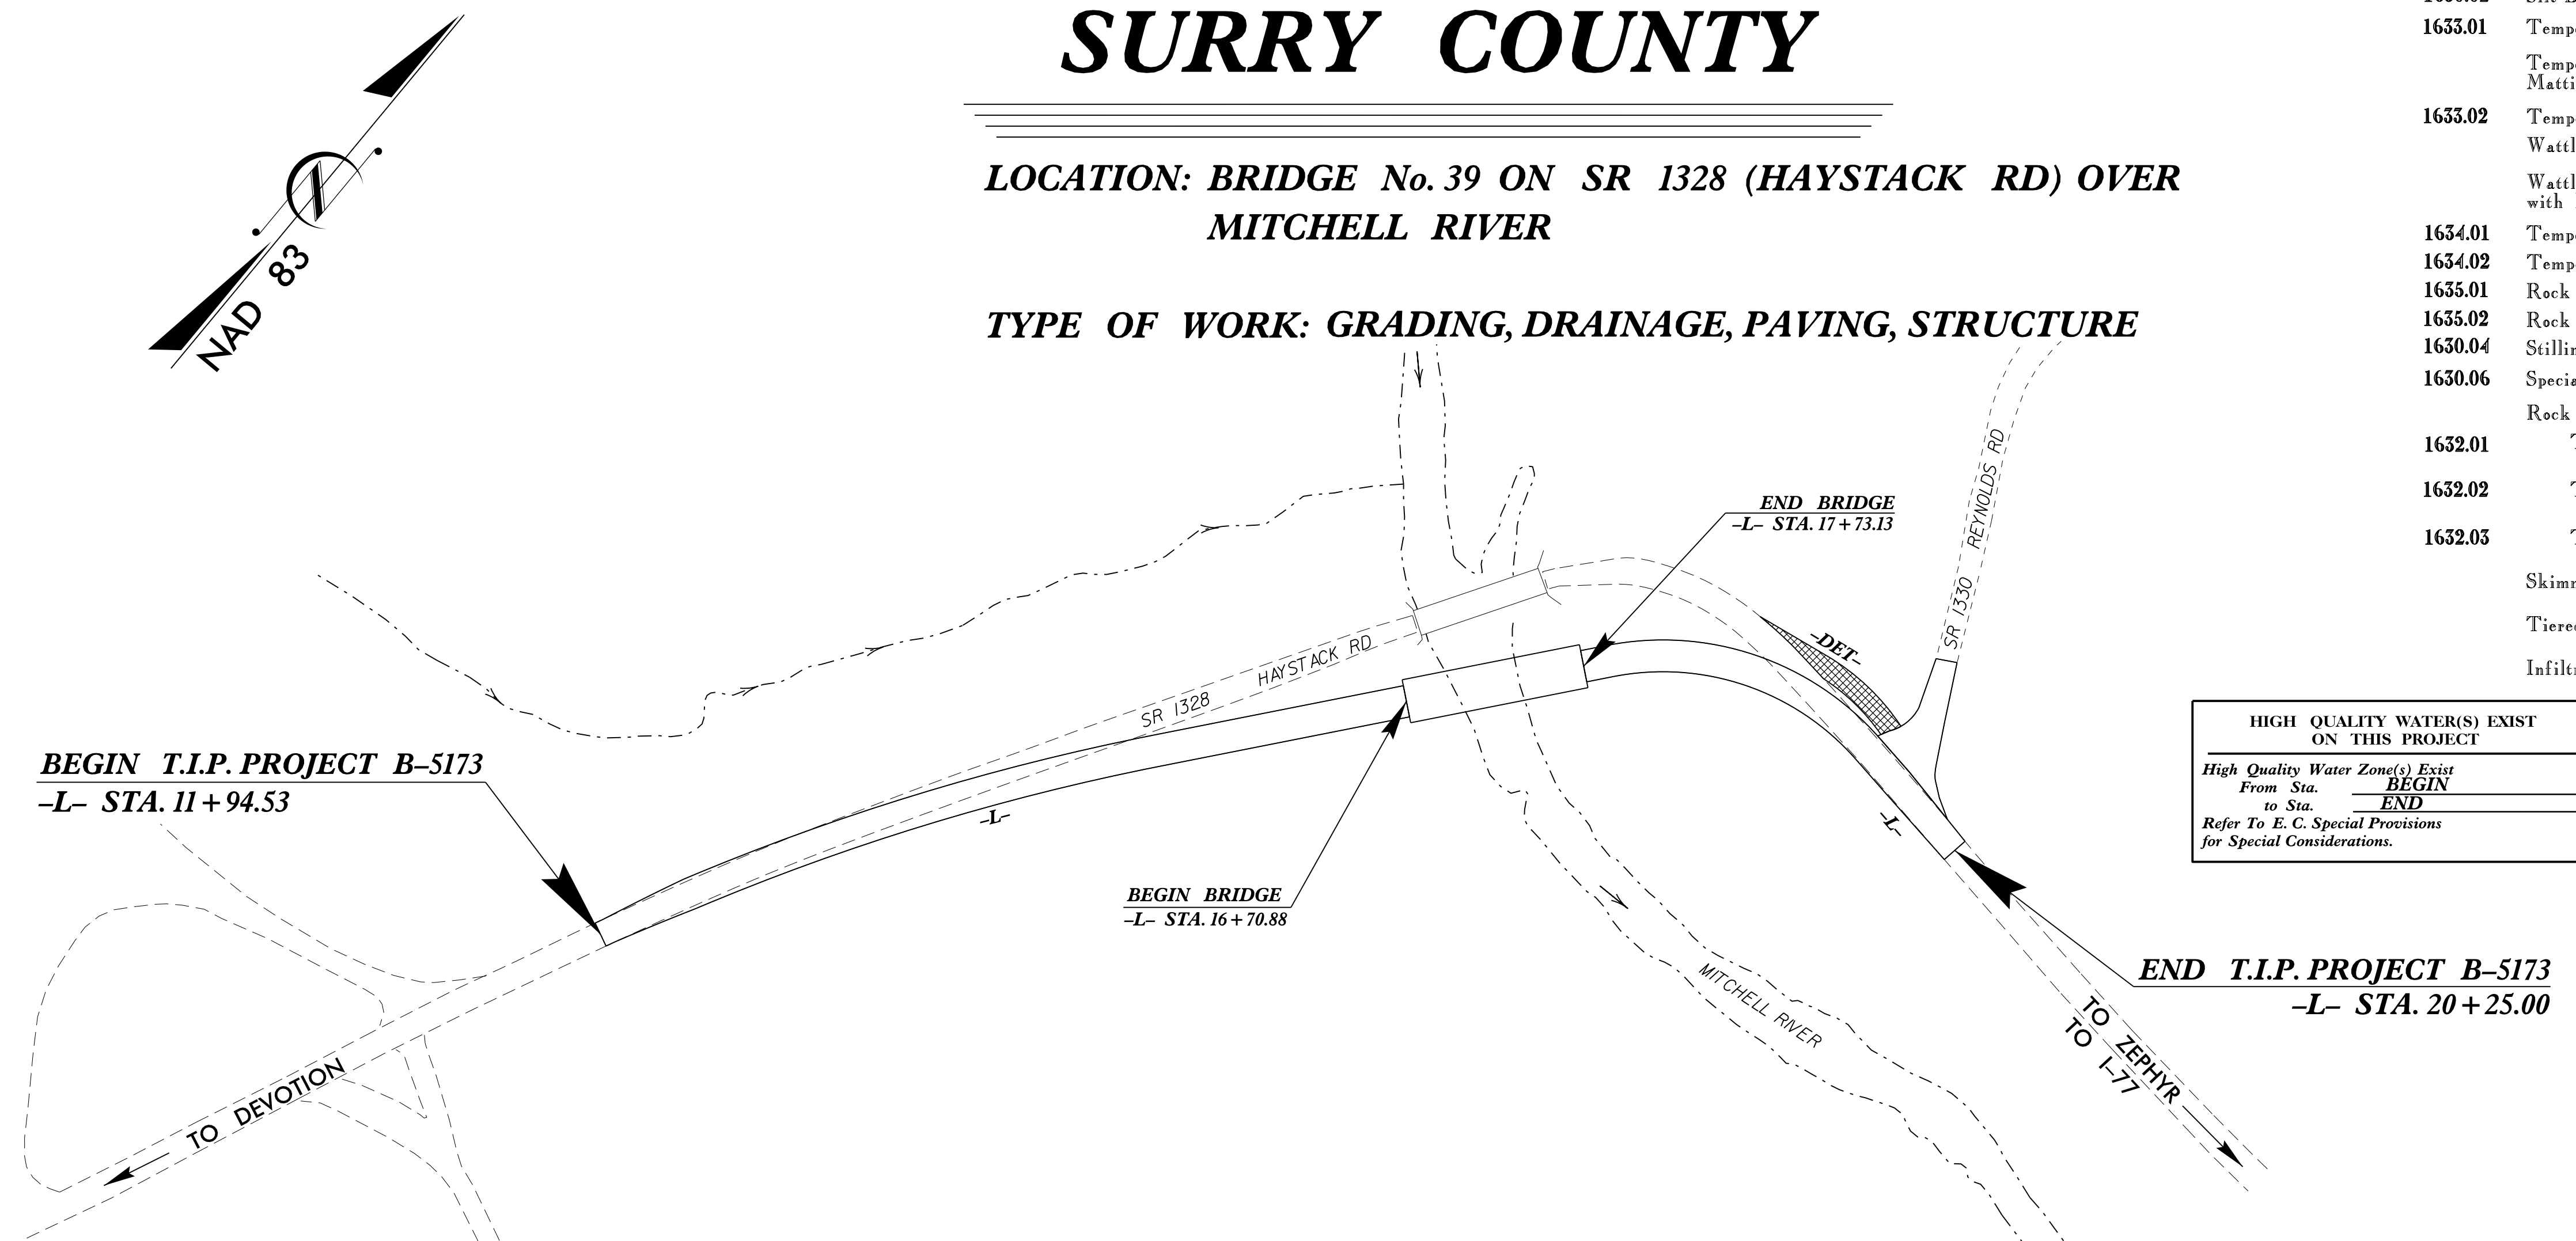 SURRY COUNTY
LOCATION: BRIDGE No. 39 ON SR 1328 (HAYSTACK RD) OVER
MITCHELL RIVER
TYPE OF WORK: GRADING, DRAINAGE, PAVING, STRUCTURE
NAD 83
END BRIDGE
–L– STA. 17+73.13
SR 1330 REYNOLDS RD
–DET–
SR 1328 HAYSTACK RD
BEGIN T.I.P. PROJECT B–5173
–L– STA. 11+94.53
–L–
–L–
BEGIN BRIDGE
–L– STA. 16+70.88
MITCHELL RIVER
END T.I.P. PROJECT B–5173
–L– STA. 20+25.00
TO DEVOTION
TO ZEPHYR
TO I–77
1633.01
1633.02
with
1634.01
1634.02
1635.01 Rock
1635.02 Rock
1630.04
1630.06
Rock
1632.01
1632.02
1632.03
HIGH QUALITY WATER(S) EXIST
ON THIS PROJECT
High Quality Water Zone(s) Exist
From Sta. BEGIN
to Sta. END
Refer To E. C. Special Provisions
for Special Considerations.